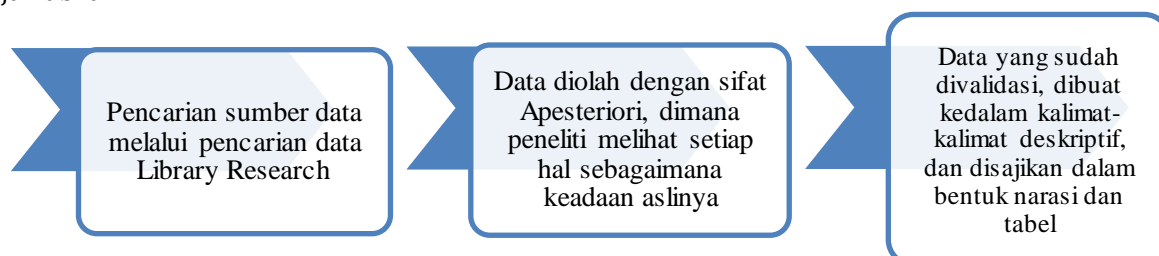 Pencarian sumber data
melalui pencarian data
Library Research
Data diolah dengan sifat
Apesteriori, dimana
peneliti melihat setiap
hal sebagaimana
keadaan aslinya
Data yang sudah
divalidasi, dibuat
kedalam kalimat-
kalimat deskriptif,
dan disajikan dalam
bentuk narasi dan
tabel